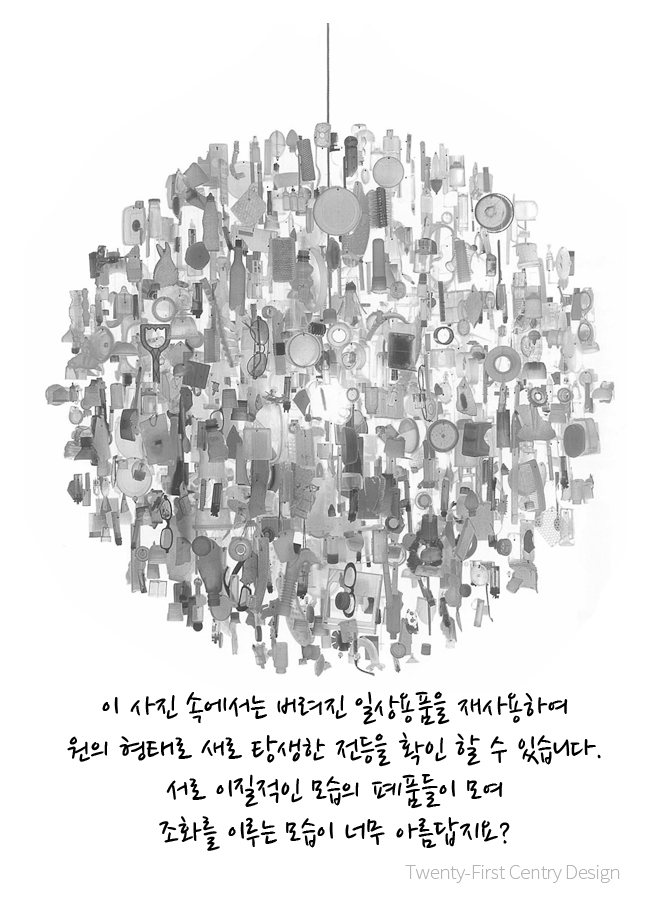 이 사진 속에서는 버려진 일상용품을 재사용하여
원의 형태로 새로 탕생한 전등을 확인 할 수 있습니다.
서로 이질적인 모습의 폐품들이 모여
조화를 이루는 모습이 너무 아름답지요?
Twenty-First Centry Design